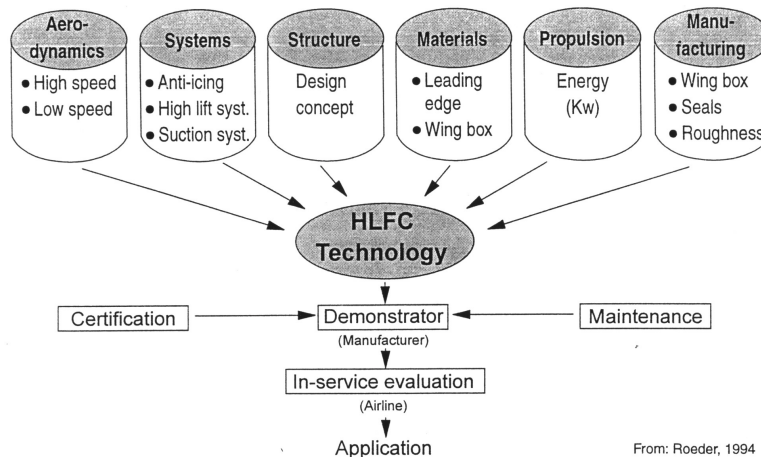 Aero-
dynamics
• High speed
• Low speed
Systems
• Anti-icing
• High lift syst.
• Suction syst.
Structure
Design
concept
Materials
• Leading
edge
• Wing box
Propulsion
Energy
(Kw)
Manu-
facturing
• Wing box
• Seals
• Roughness
HLFC
Technology
Certification
Demonstrator
(Manufacturer)
Maintenance
In-service evaluation
(Airline)
Application
From: Roeder, 1994